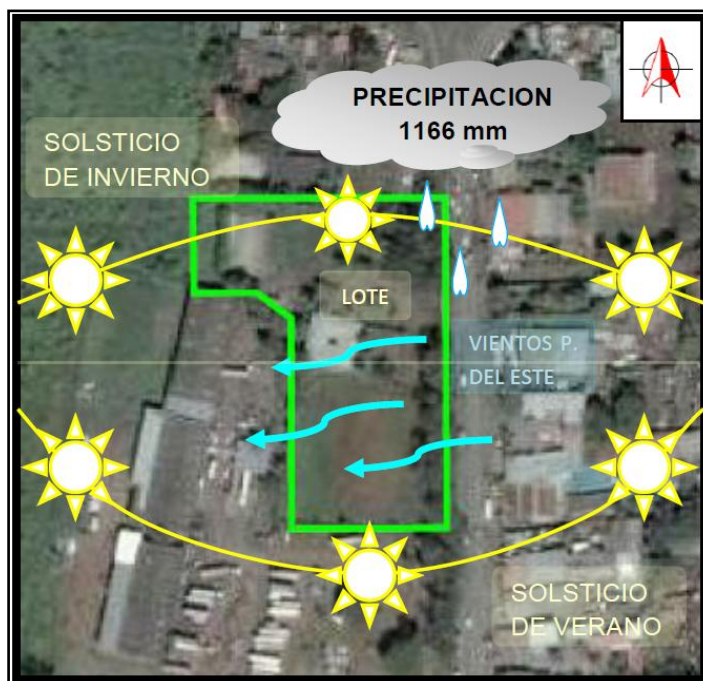 PRECIPITACION
1166 mm
SOLSTICIO
DE INVIERNO
LOTE
VIENTOS P.
DEL ESTE
SOLSTICIO
DE VERANO